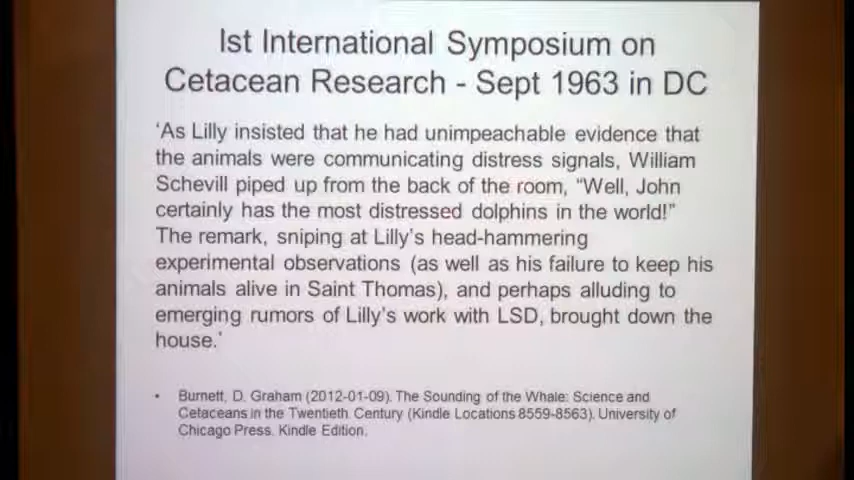 Ist International Symposium on
Cetacean Research - Sept 1963 in DC
'As Lilly insisted that he had unimpeachable evidence that
the animals were communicating distress signals, William
Schevill piped up from the back of the room, “Well, John
certainly has the most distressed dolphins in the world!”
The remark, sniping at Lilly's head-hammering
experimental observations (as well as his failure to keep his
animals alive in Saint Thomas), and perhaps alluding to
emerging rumors of Lilly's work with LSD, brought down the
house.'
• Burnett, D. Graham (2012-01-09). The Sounding of the Whale: Science and
Cetaceans in the Twentieth Century (Kindle Locations 8559-8563). University of
Chicago Press. Kindle Edition.